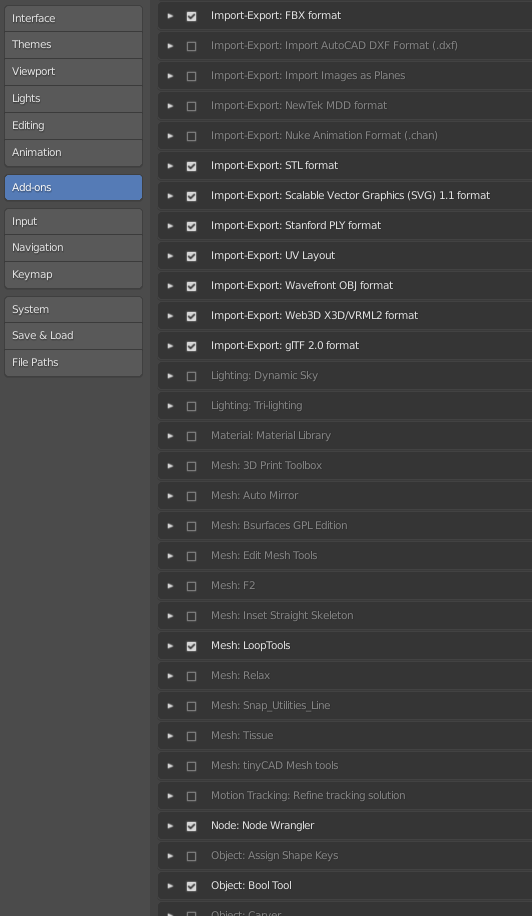 Interface
Themes
Viewport
Lights
Editing
Animation
Add-ons
Input
Navigation
Keymap
System
Save & Load
File Paths
Import-Export: FBX format
Import-Export: Import AutoCAD DXF Format (.dxf)
Import-Export: Import Images as Planes
Import-Export: NewTek MDD format
Import-Export: Nuke Animation Format (.chan)
Import-Export: STL format
Import-Export: Scalable Vector Graphics (SVG) 1.1 format
Import-Export: Stanford PLY format
Import-Export: UV Layout
Import-Export: Wavefront OBJ format
Import-Export: Web3D X3D/VRML2 format
Import-Export: glTF 2.0 format
Lighting: Dynamic Sky
Lighting: Tri-lighting
Material: Material Library
Mesh: 3D Print Toolbox
Mesh: Auto Mirror
Mesh: Bsurfaces GPL Edition
Mesh: Edit Mesh Tools
Mesh: F2
Mesh: Inset Straight Skeleton
Mesh: LoopTools
Mesh: Relax
Mesh: Snap_Utilities_Line
Mesh: Tissue
Mesh: tinyCAD Mesh tools
Motion Tracking: Refine tracking solution
Node: Node Wrangler
Object: Assign Shape Keys
Object: Bool Tool
Object: Carver